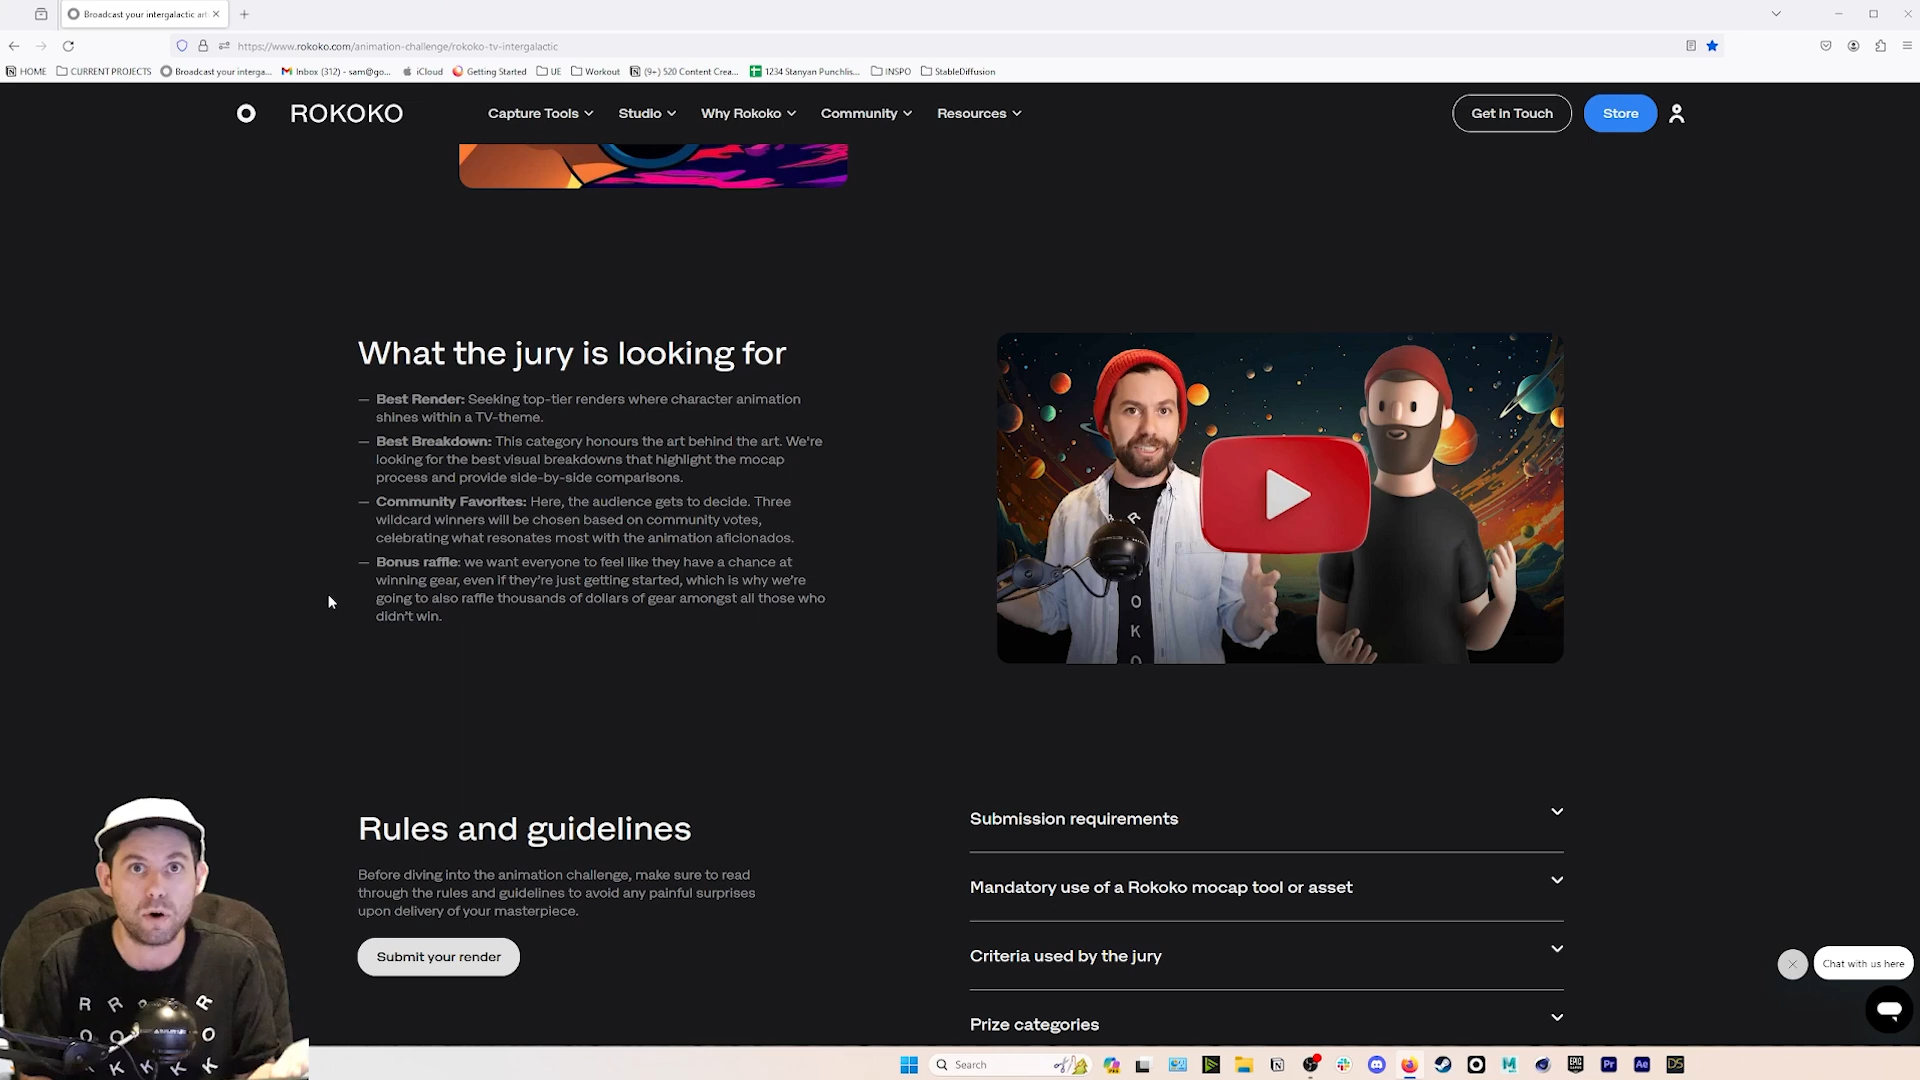 Broadcast your intergalactic ar
https://www.rokoko.com/animation-challenge/rokoko-tv-intergalactic
HOME
CURRENT PROJECTS
Broadcast your interga...
Inbox (312) - sam@go...
iCloud
Getting Started
UE
Workout
(9+) 520 Content Crea...
1234 Stanyan Punchlis...
INSPO
StableDiffusion
ROKOKO
Capture Tools
Studio
Why Rokoko
Community
Resources
Get in Touch
Store
What the jury is looking for
— Best Render: Seeking top-tier renders where character animation
shines within a TV-theme.
— Best Breakdown: This category honours the art behind the art. We're
looking for the best visual breakdowns that highlight the mocap
process and provide side-by-side comparisons.
— Community Favorites: Here, the audience gets to decide. Three
wildcard winners will be chosen based on community votes,
celebrating what resonates most with the animation aficionados.
— Bonus raffle: we want everyone to feel like they have a chance at
winning gear, even if they're just getting started, which is why we're
going to also raffle thousands of dollars of gear amongst all those who
didn't win.
R
O
K
O
Rules and guidelines
Before diving into the animation challenge, make sure to read
through the rules and guidelines to avoid any painful surprises
upon delivery of your masterpiece.
Submit your render
Submission requirements
Mandatory use of a Rokoko mocap tool or asset
Criteria used by the jury
Prize categories
Chat with us here
R R R R
O O O
K K K K
Search
M
EPIC GAMES
Pr
Ae
DS